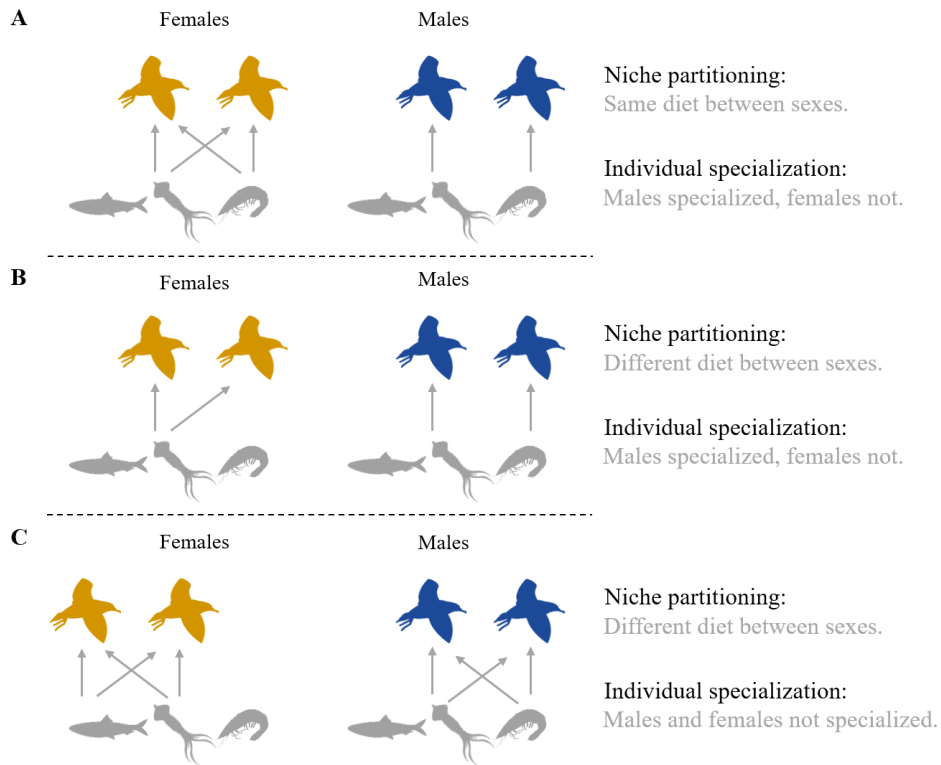 A
Females
Males
Niche partitioning:
Same diet between sexes.
Individual specialization:
Males specialized, females not.
B
Females
Males
Niche partitioning:
Different diet between sexes.
Individual specialization:
Males specialized, females not.
C
Females
Males
Niche partitioning:
Different diet between sexes.
Individual specialization:
Males and females not specialized.